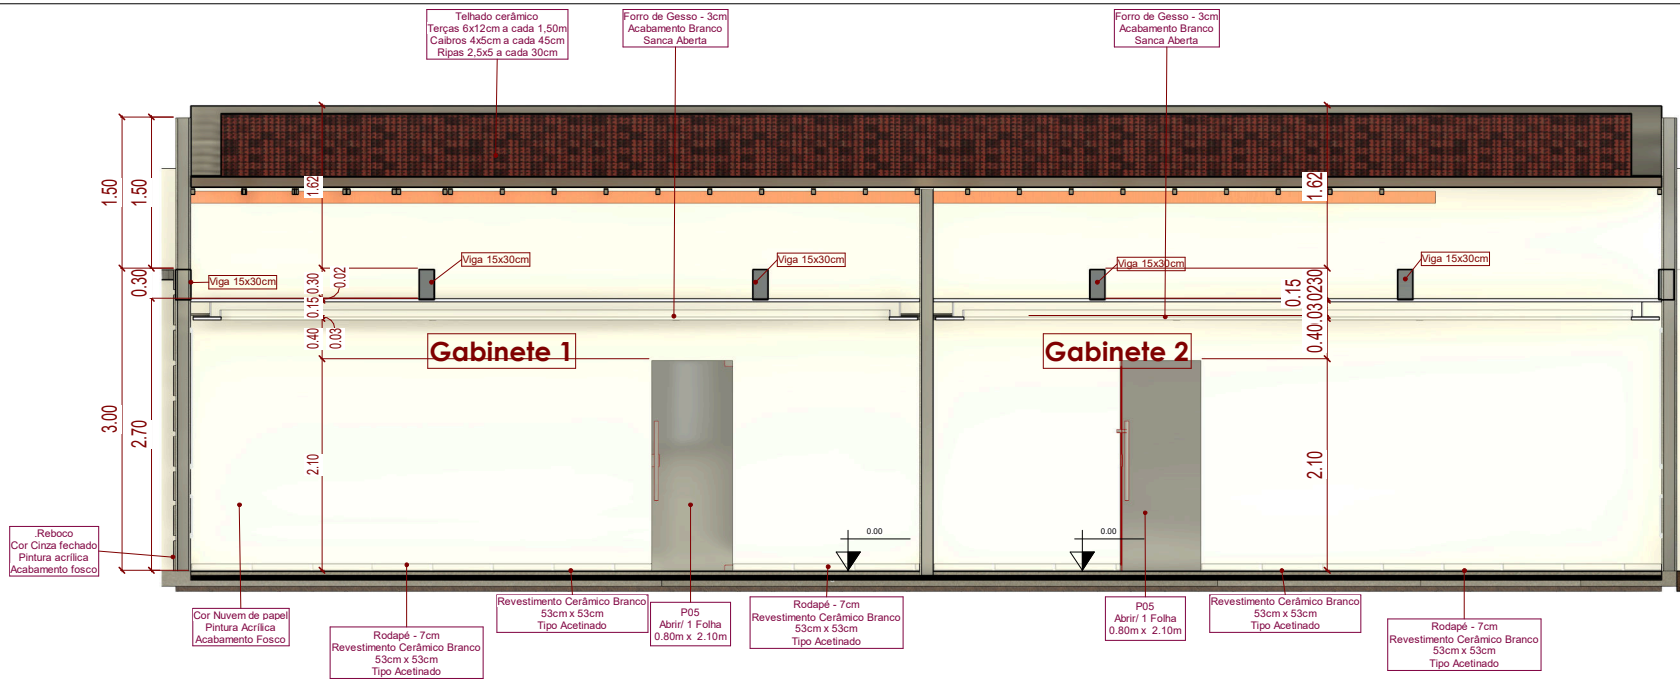 Telhado cerâmico
Terças 6x12cm a cada 1,50m
Caibros 4x5cm a cada 45cm
Ripas 2,5x5 a cada 30cm
Forro de Gesso - 3cm
Acabamento Branco
Sanca Aberta
Forro de Gesso - 3cm
Acabamento Branco
Sanca Aberta
1.50
1.50
1.62
1.62
0.30
Viga 15x30cm
Viga 15x30cm
Viga 15x30cm
Viga 15x30cm
Viga 15x30cm
0.30
0.02
0.15
0.03
0.40
0.15
0230
0.03
0.40
Gabinete 1
Gabinete 2
3.00
2.70
2.10
2.10
0.00
0.00
.Reboco
Cor Cinza fechado
Pintura acrílica
Acabamento fosco
Cor Nuvem de papel
Pintura Acrílica
Acabamento Fosco
Rodapé - 7cm
Revestimento Cerâmico Branco
53cm x 53cm
Tipo Acetinado
Revestimento Cerâmico Branco
53cm x 53cm
Tipo Acetinado
P05
Abrir/ 1 Folha
0.80m x 2.10m
Rodapé - 7cm
Revestimento Cerâmico Branco
53cm x 53cm
Tipo Acetinado
P05
Abrir/ 1 Folha
0.80m x 2.10m
Revestimento Cerâmico Branco
53cm x 53cm
Tipo Acetinado
Rodapé - 7cm
Revestimento Cerâmico Branco
53cm x 53cm
Tipo Acetinado